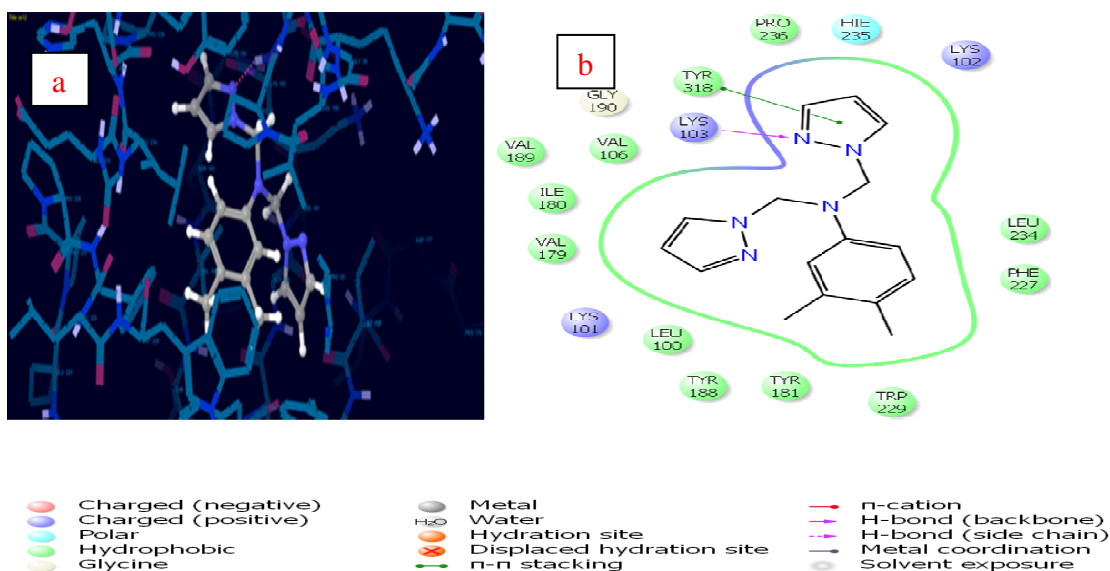 a
b
PRO
236
HIE
235
LYS
102
TYR
318
GLY
190
LYS
103
VAL
189
VAL
106
ILE
180
VAL
179
LEU
234
PHE
227
LYS
101
LEU
100
TYR
188
TYR
181
TRP
229
N
N
N
N
N
Charged (negative)
Charged (positive)
Polar
Hydrophobic
Glycine
Metal
H₂O Water
Hydration site
Displaced hydration site
π-π stacking
π-cation
H-bond (backbone)
H-bond (side chain)
Metal coordination
Solvent exposure